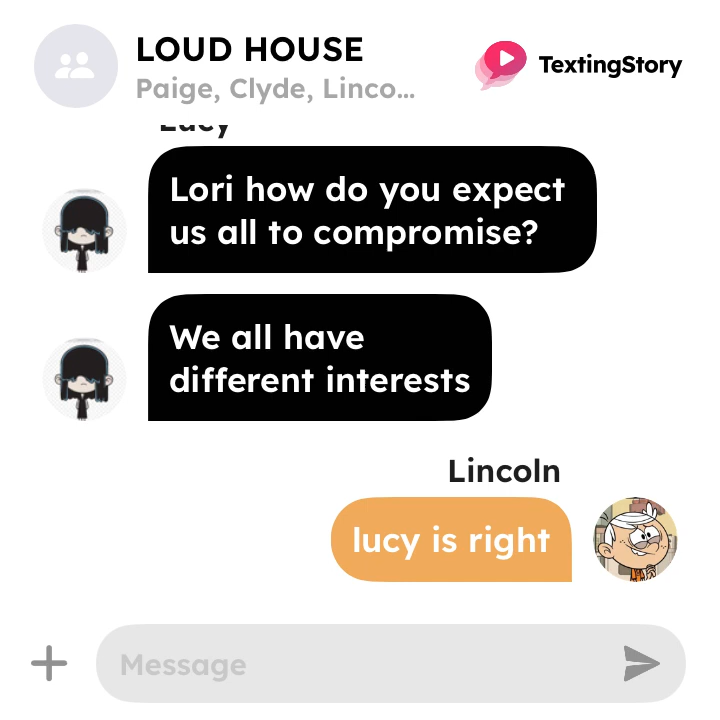 LOUD HOUSE
Paige, Clyde, Linco...
TextingStory
Lucy
Lori how do you expect
us all to compromise?
We all have
different interests
Lincoln
lucy is right
Message